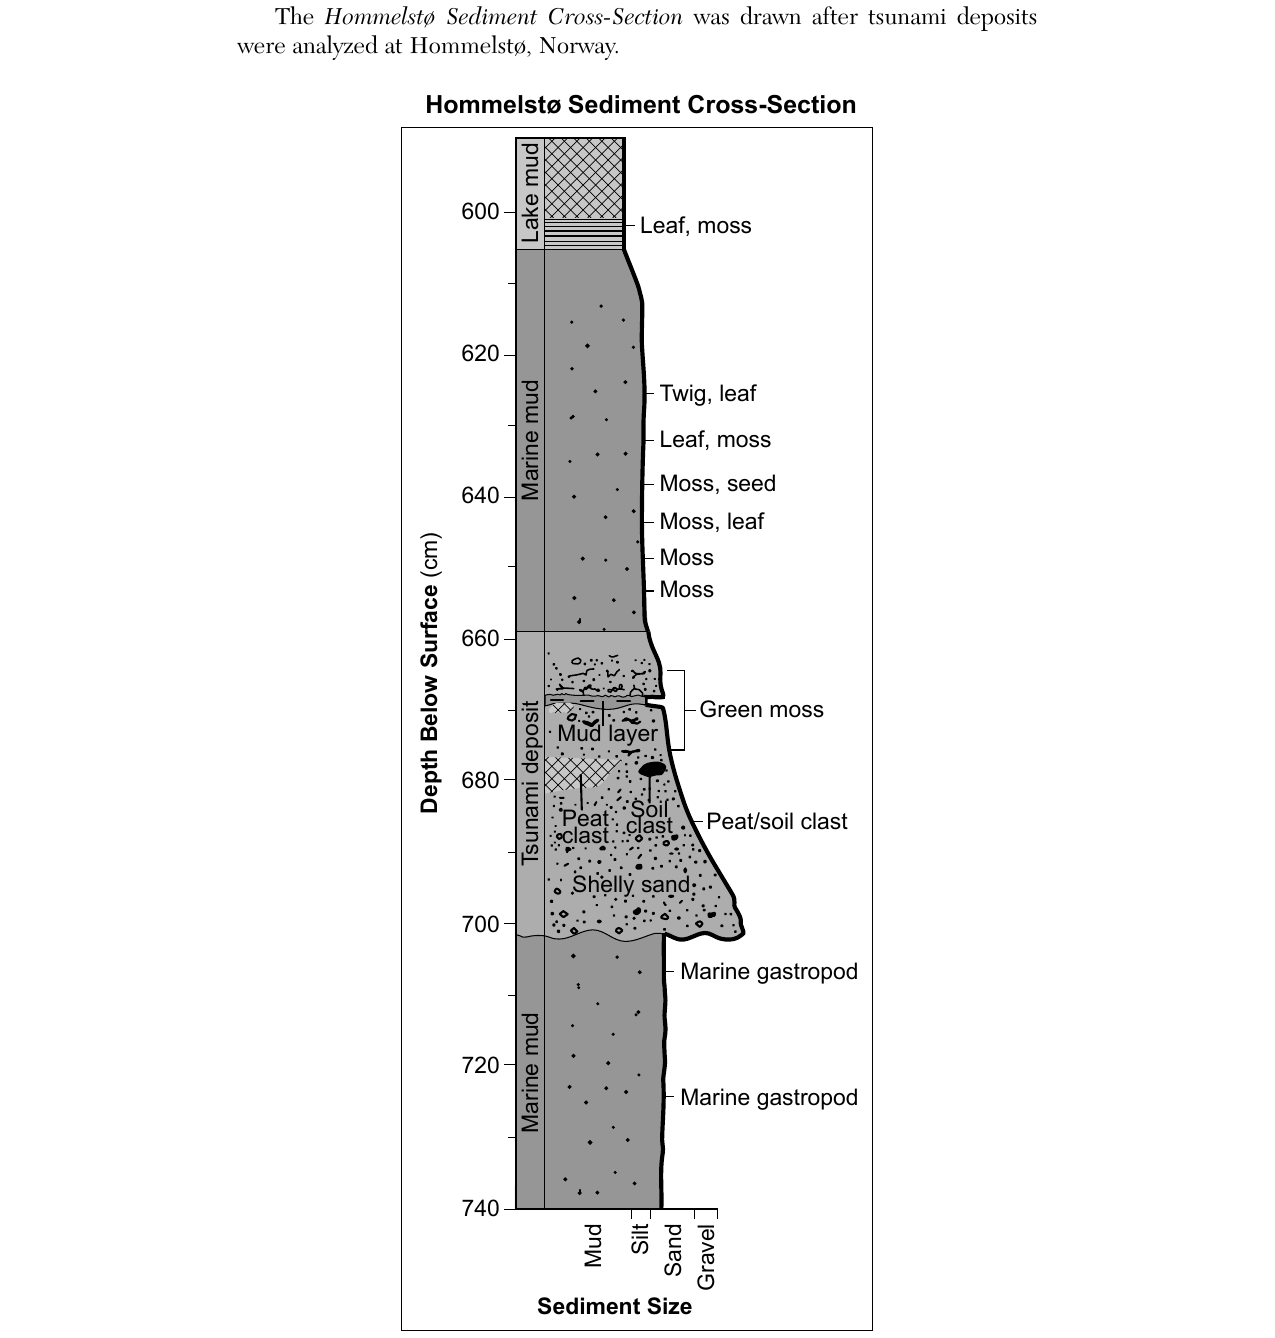 The Hommelstø Sediment Cross-Section was drawn after tsunami deposits
were analyzed at Hommelstø, Norway.
Hommelstø Sediment Cross-Section
Depth Below Surface (cm)
600
620
640
660
680
700
720
740
Lake mud
Marine mud
Tsunami deposit
Marine mud
Leaf, moss
Twig, leaf
Leaf, moss
Moss, seed
Moss, leaf
Moss
Moss
Green moss
Mud layer
Peat
clast
Soil
clast
Peat/soil clast
Shelly sand
Marine gastropod
Marine gastropod
Mud
Silt
Sand
Gravel
Sediment Size